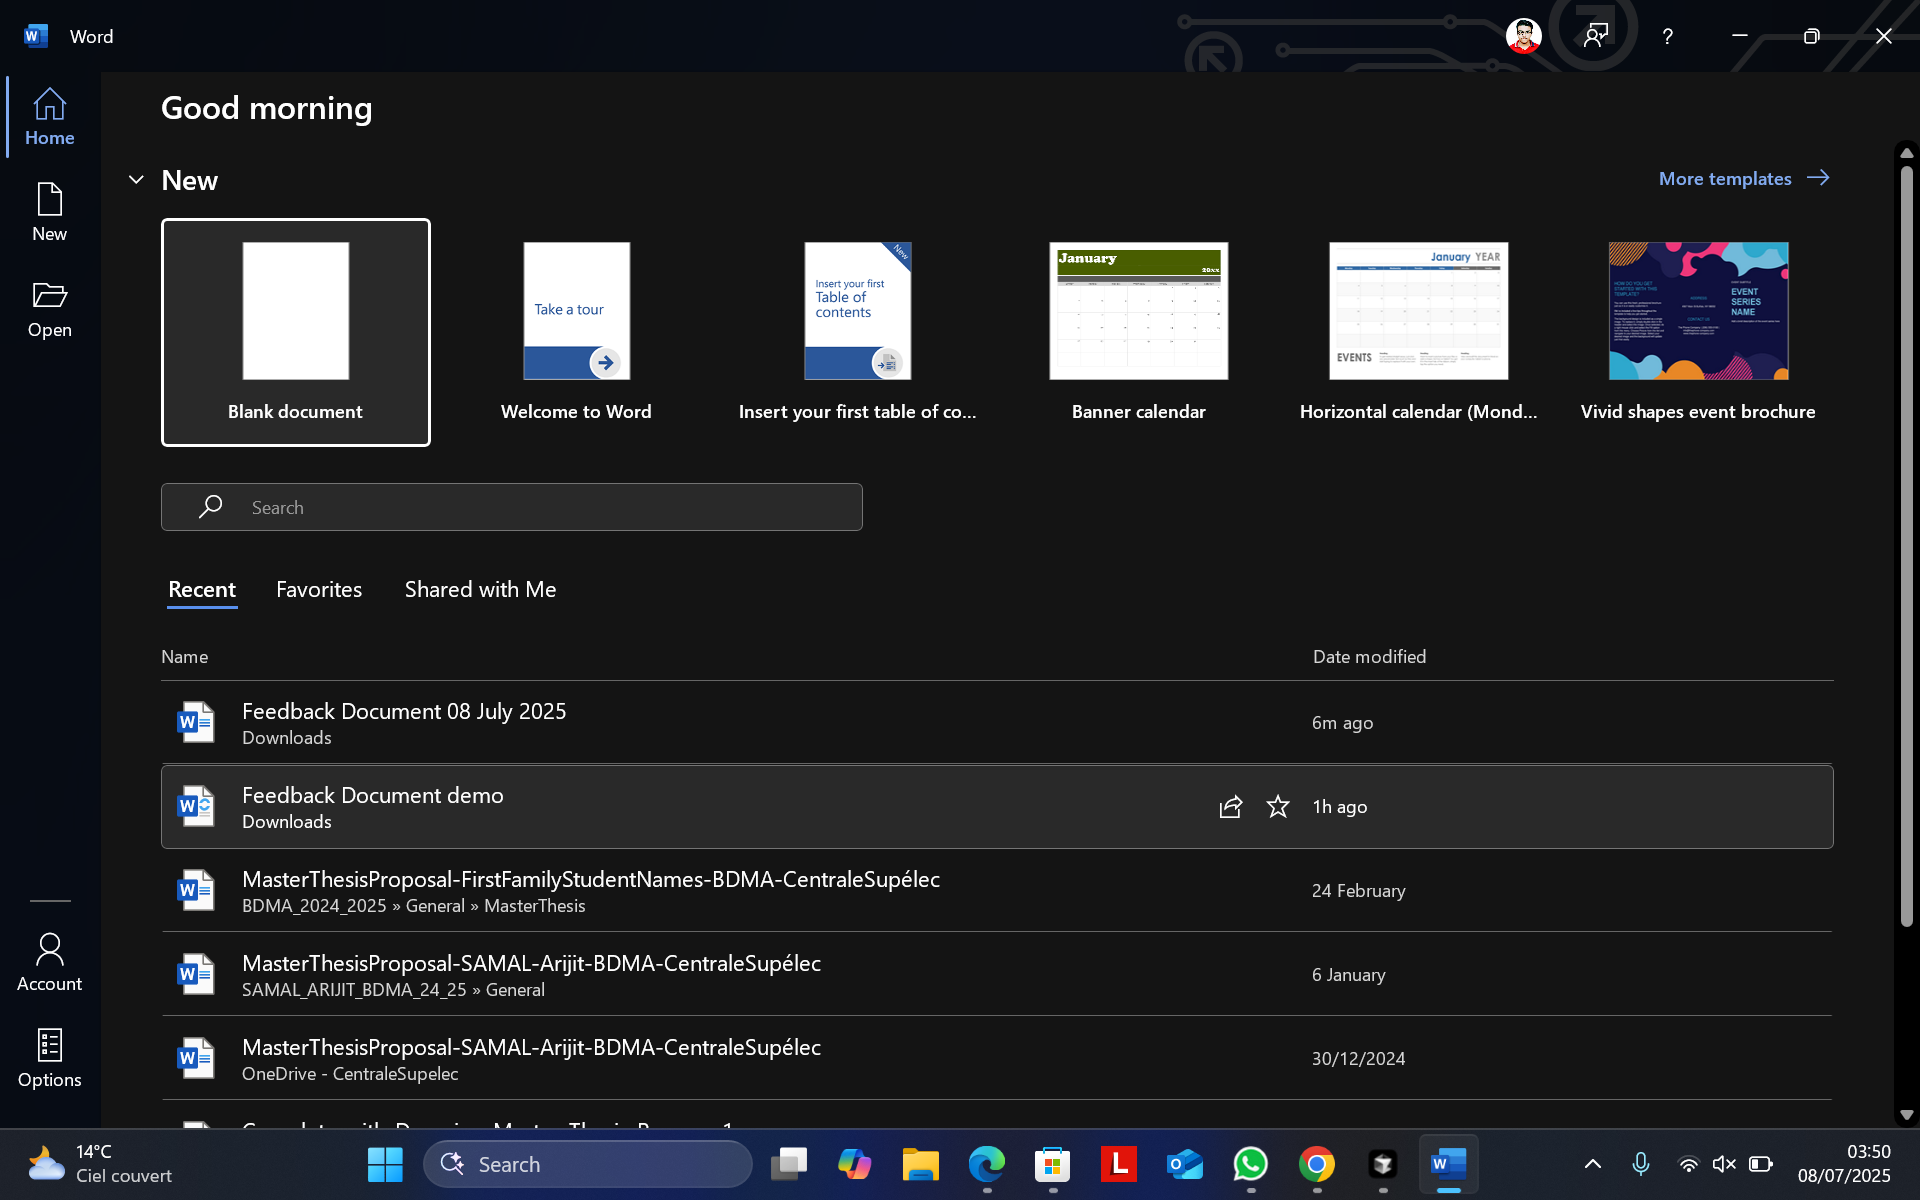 Word
Good morning
Home
New
More templates
New
Open
Take a tour
New
Insert your first
Table of
contents
January
20xx
January YEAR
EVENTS
EVENT
SERIES
NAME
Blank document
Welcome to Word
Insert your first table of co...
Banner calendar
Horizontal calendar (Mond...
Vivid shapes event brochure
Search
Recent
Favorites
Shared with Me
Name
Date modified
Feedback Document 08 July 2025
Downloads
6m ago
Feedback Document demo
Downloads
1h ago
MasterThesisProposal-FirstFamilyStudentNames-BDMA-CentraleSupélec
BDMA_2024_2025 » General » MasterThesis
24 February
MasterThesisProposal-SAMAL-Arijit-BDMA-CentraleSupélec
SAMAL_ARIJIT_BDMA_24_25 » General
6 January
MasterThesisProposal-SAMAL-Arijit-BDMA-CentraleSupélec
OneDrive - CentraleSupelec
30/12/2024
Account
Options
14°C
Ciel couvert
Search
03:50
08/07/2025